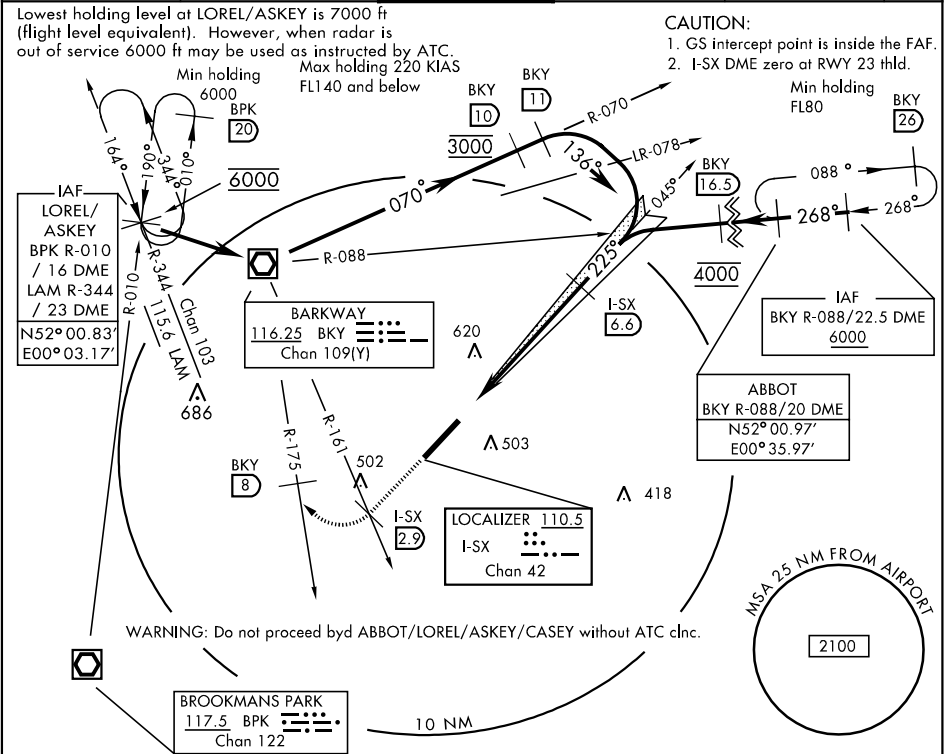 Lowest holding level at LOREL/ASKEY is 7000 ft
(flight level equivalent). However, when radar is
out of service 6000 ft may be used as instructed by ATC.
Max holding 220 KIAS
FL140 and below
CAUTION:
1. GS intercept point is inside the FAF.
2. I-SX DME zero at RWY 23 thld.
Min holding
6000
BPK
20
BKY
10
BKY
11
R-070
Min holding
FL80
BKY
26
164°
190°
344°
010°
6000
3000
136°
LR-078
045°
BKY
16.5
088°
268°
268°
IAF
LOREL/
ASKEY
BPK R-010
/ 16 DME
LAM R-344
/ 23 DME
N52° 00.83'
E00° 03.17'
070°
R-088
225°
4000
R-010
R-344
Chan 103
115.6 LAM
686
BARKWAY
116.25 BKY
Chan 109(Y)
I-SX
6.6
IAF
BKY R-088/22.5 DME
6000
620
ABBOT
BKY R-088/20 DME
N52° 00.97'
E00° 35.97'
R-175
R-161
BKY
8
502
503
418
I-SX
2.9
LOCALIZER 110.5
I-SX
Chan 42
MSA 25 NM FROM AIRPORT
2100
WARNING: Do not proceed byd ABBOT/LOREL/ASKEY/CASEY without ATC clnc.
BROOKMANS PARK
117.5 BPK
Chan 122
10 NM